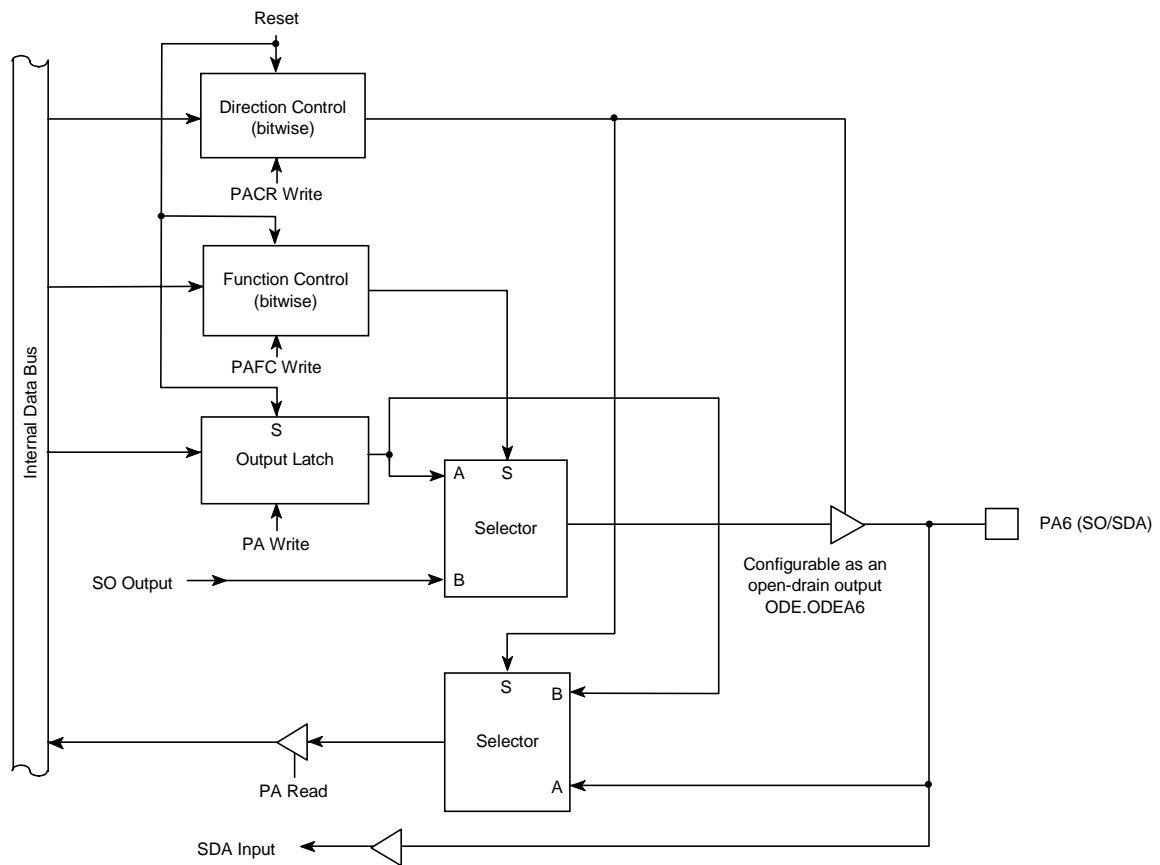 Reset
Direction Control
(bitwise)
PACR Write
Function Control
(bitwise)
PAFC Write
Internal Data Bus
S
Output Latch
PA Write
A
S
Selector
B
SO Output
PA6 (SO/SDA)
Configurable as an
open-drain output
ODE.ODEA6
S
B
Selector
A
PA Read
SDA Input